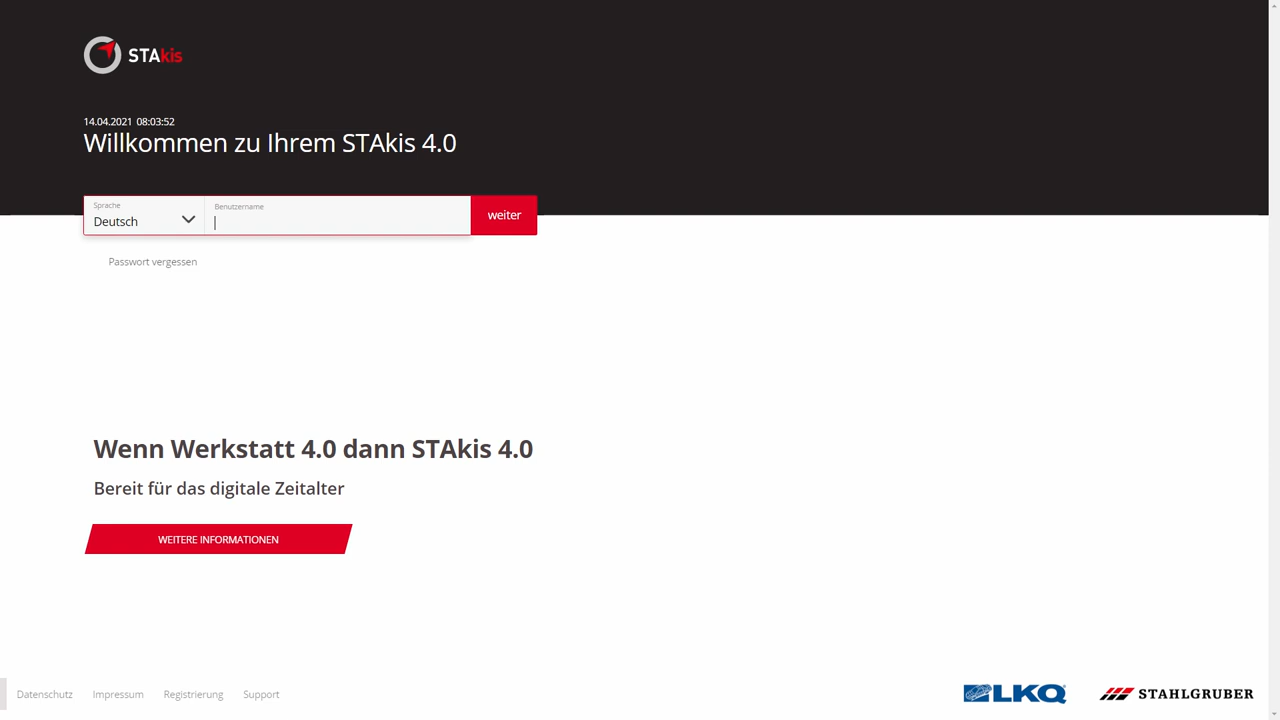 STAkis
14.04.2021 08:03:52
Willkommen zu Ihrem STAkis 4.0
Sprache
Deutsch
Benutzername
weiter
Passwort vergessen
Wenn Werkstatt 4.0 dann STAkis 4.0
Bereit für das digitale Zeitalter
WEITERE INFORMATIONEN
Datenschutz Impressum Registrierung Support
LKQ STAHLGRUBER